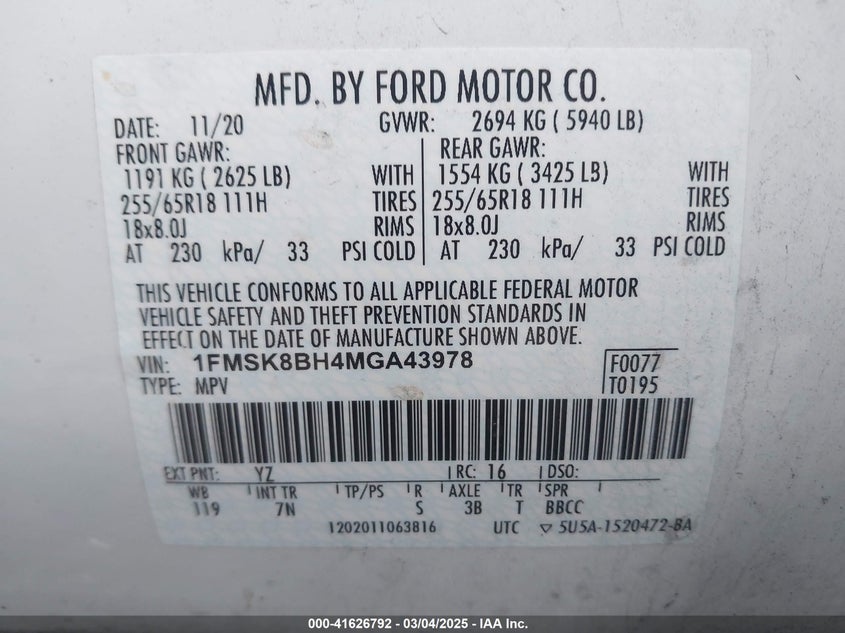 MFD. BY FORD MOTOR CO.
DATE: 11/20 GVWR: 2694 KG ( 5940 LB)
FRONT GAWR: REAR GAWR:
1191 KG ( 2625 LB) WITH 1554 KG ( 3425 LB) WITH
255/65R18 111H TIRES 255/65R18 111H TIRES
18x8.0J RIMS 18x8.0J RIMS
AT 230 kPa/ 33 PSI COLD AT 230 kPa/ 33 PSI COLD
THIS VEHICLE CONFORMS TO ALL APPLICABLE FEDERAL MOTOR
VEHICLE SAFETY AND THEFT PREVENTION STANDARDS IN
EFFECT ON THE DATE OF MANUFACTURE SHOWN ABOVE.
VIN: 1FMSK8BH4MGA43978 F0077
TYPE: MPV T0195
EXT PNT: YZ RC: 16 DSO:
WB INT TR TP/PS R AXLE TR SPR
119 7N S 3B T BBCC
1202011063816 UTC ▽ 5U5A-1520472-BA
000-41626792 - 03/04/2025 - IAA Inc.